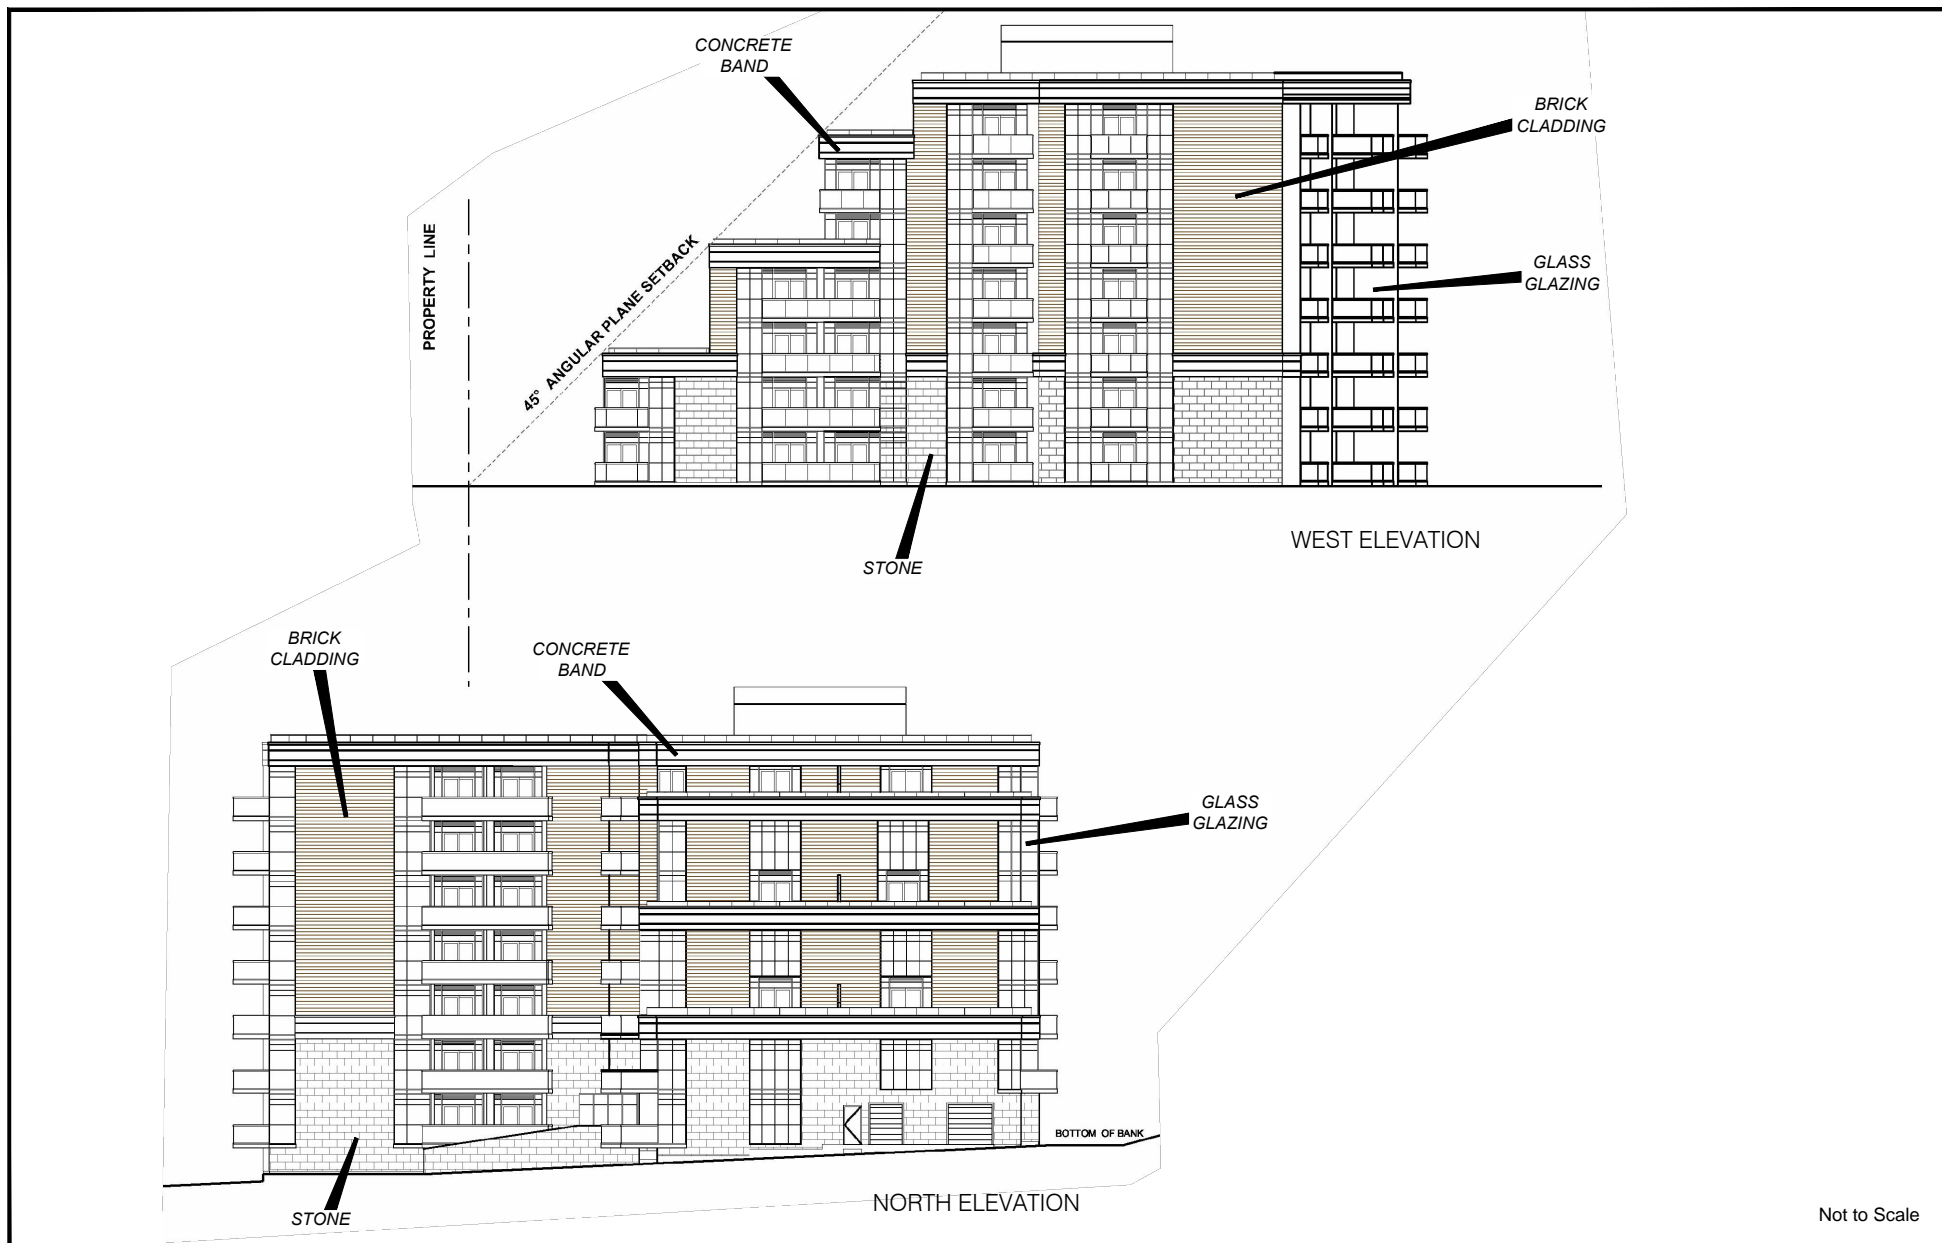 CONCRETE
BAND
BRICK
CLADDING
PROPERTY LINE
45° ANGULAR PLANE SETBACK
GLASS
GLAZING
WEST ELEVATION
STONE
BRICK
CLADDING
CONCRETE
BAND
GLASS
GLAZING
BOTTOM OF BANK
NORTH ELEVATION
STONE
Not to Scale